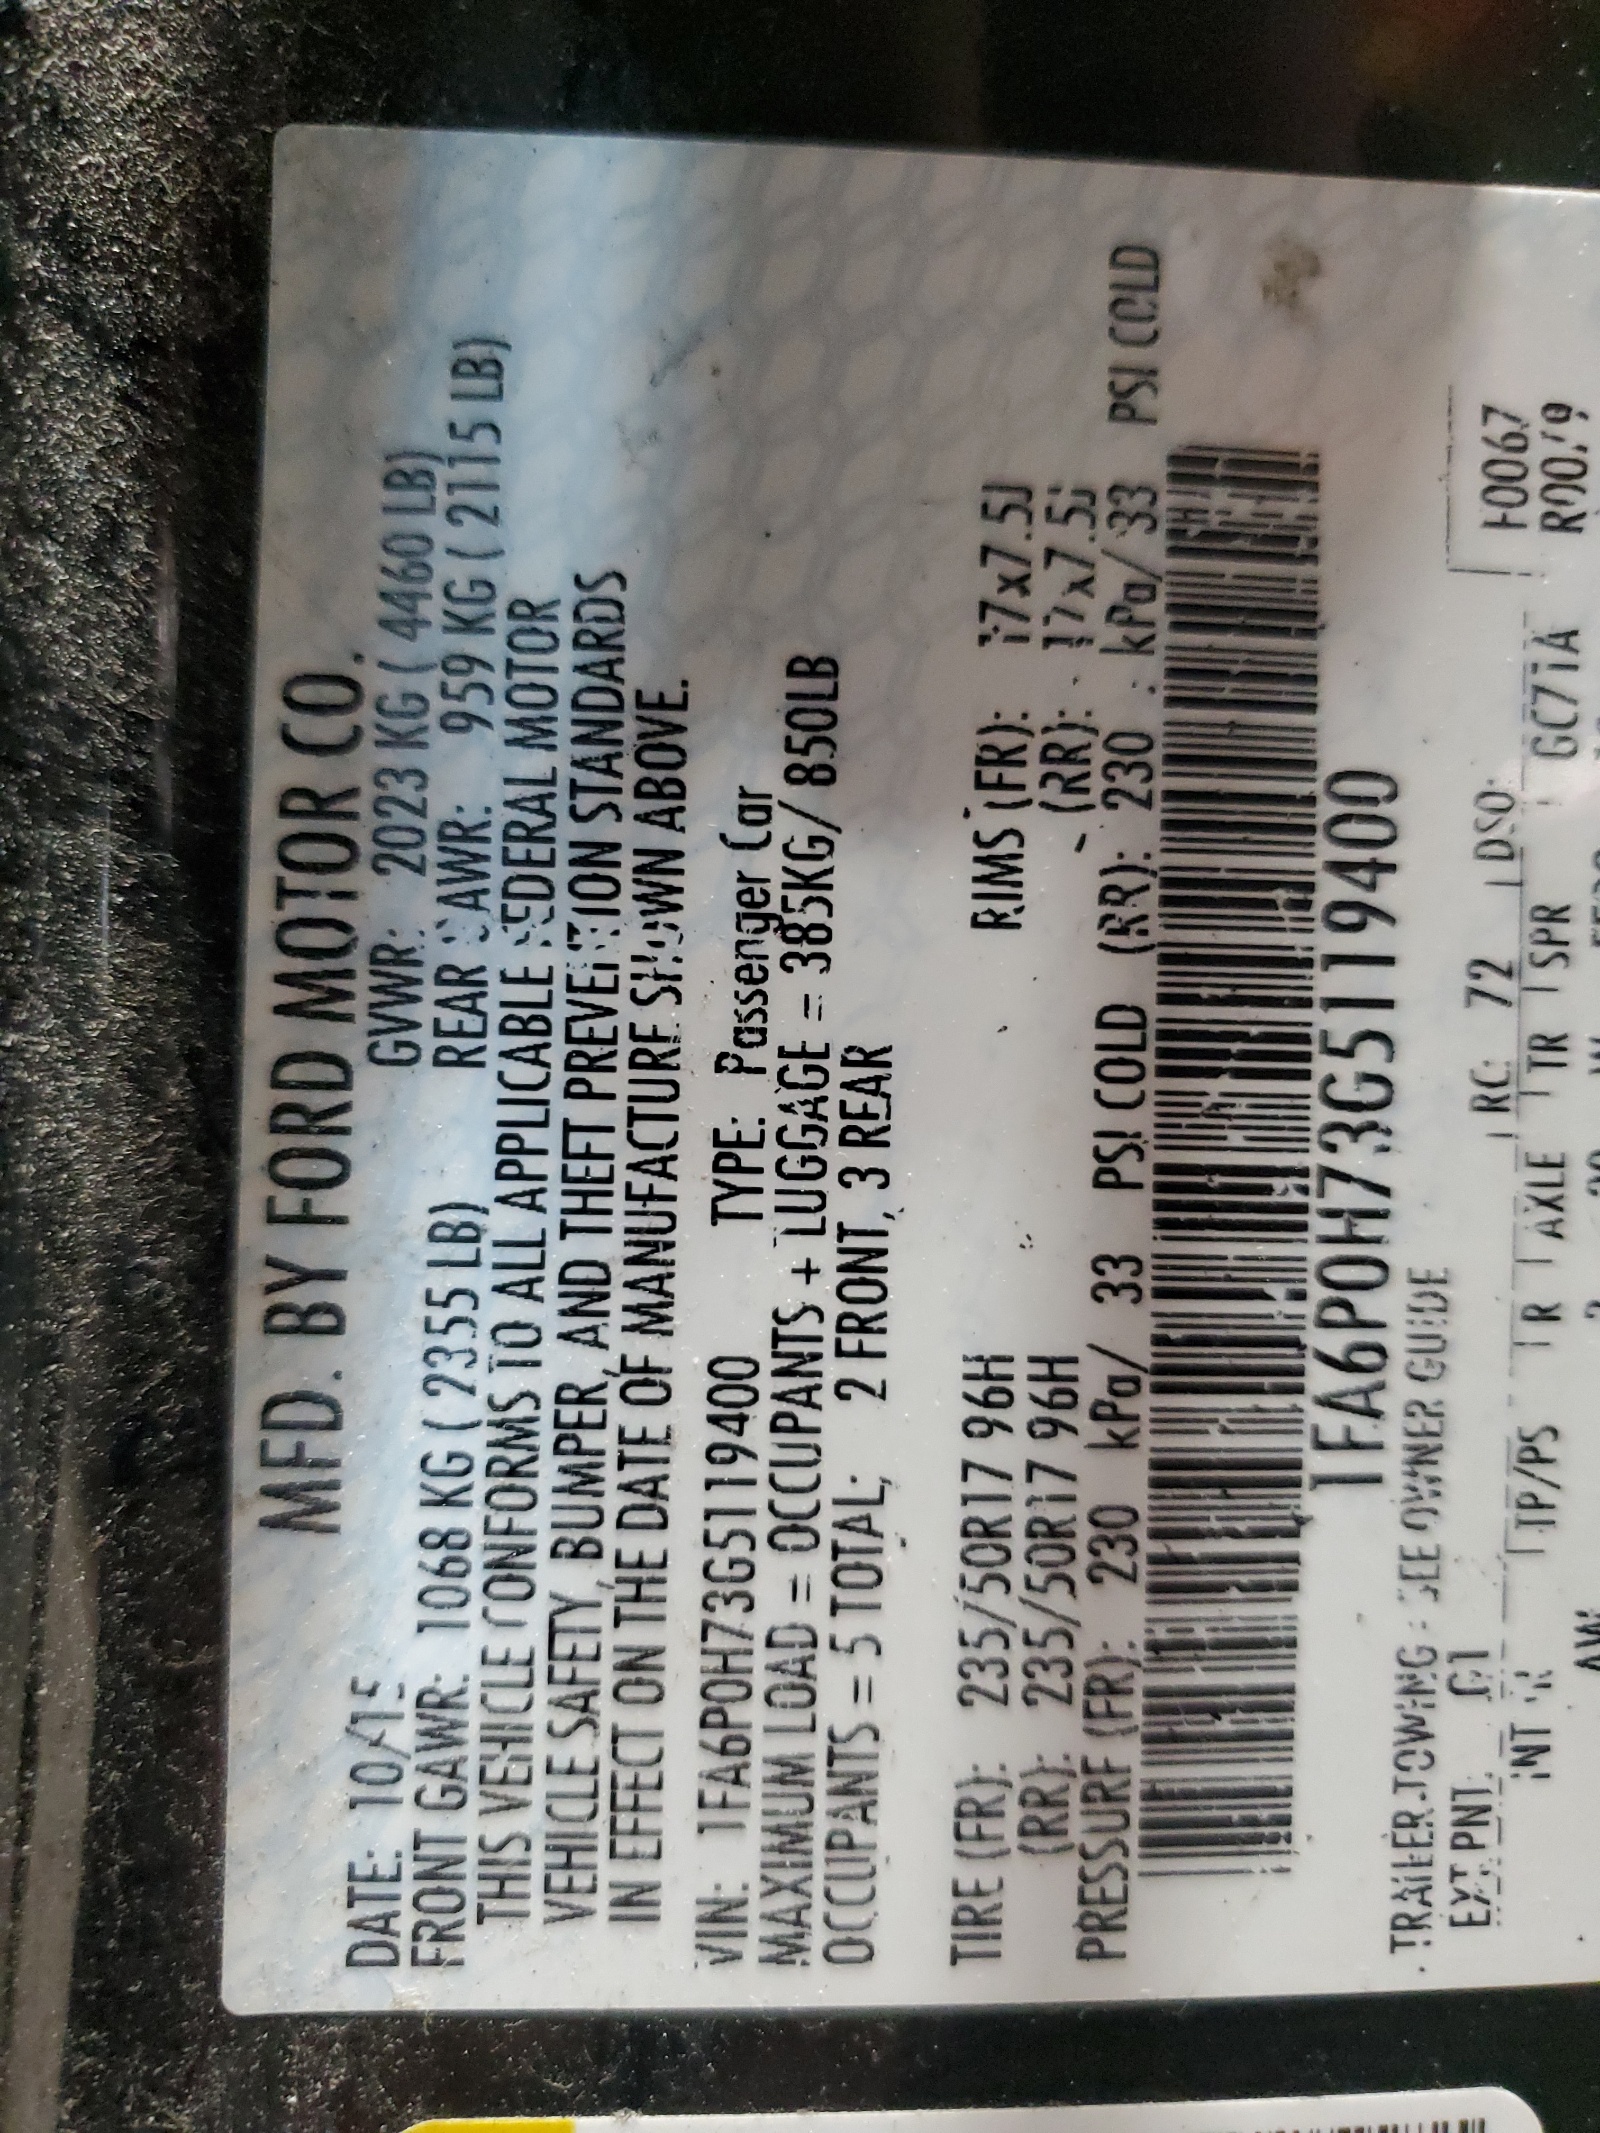 MFD. BY FORD MOTOR CO.
DATE: 10/15 GVWR: 2023 KG ( 4460 LB)
FRONT GAWR: 1068 KG ( 2355 LB) REAR GAWR: 959 KG ( 2115 LB)
THIS VEHICLE CONFORMS TO ALL APPLICABLE FEDERAL MOTOR
VEHICLE SAFETY, BUMPER, AND THEFT PREVENTION STANDARDS
IN EFFECT ON THE DATE OF MANUFACTURE SHOWN ABOVE.
VIN: 1FA6P0H73G5119400 TYPE: Passenger Car
MAXIMUM LOAD = OCCUPANTS + LUGGAGE = 385KG/ 850LB
OCCUPANTS = 5 TOTAL; 2 FRONT, 3 REAR
TIRE (FR): 235/50R17 96H RIMS (FR): 17x7.5J
(RR): 235/50R17 96H (RR): 17x7.5J
PRESSURE (FR): 230 kPa/ 33 PSI COLD (RR): 230 kPa/ 33 PSI COLD
1FA6P0H73G5119400
TRAILER TOWING - SEE OWNER GUIDE
EXT PNT: G1 RC: 72 DSO: F0067
INT TR TP/PS R AXLE TR SPR GC71A R0079